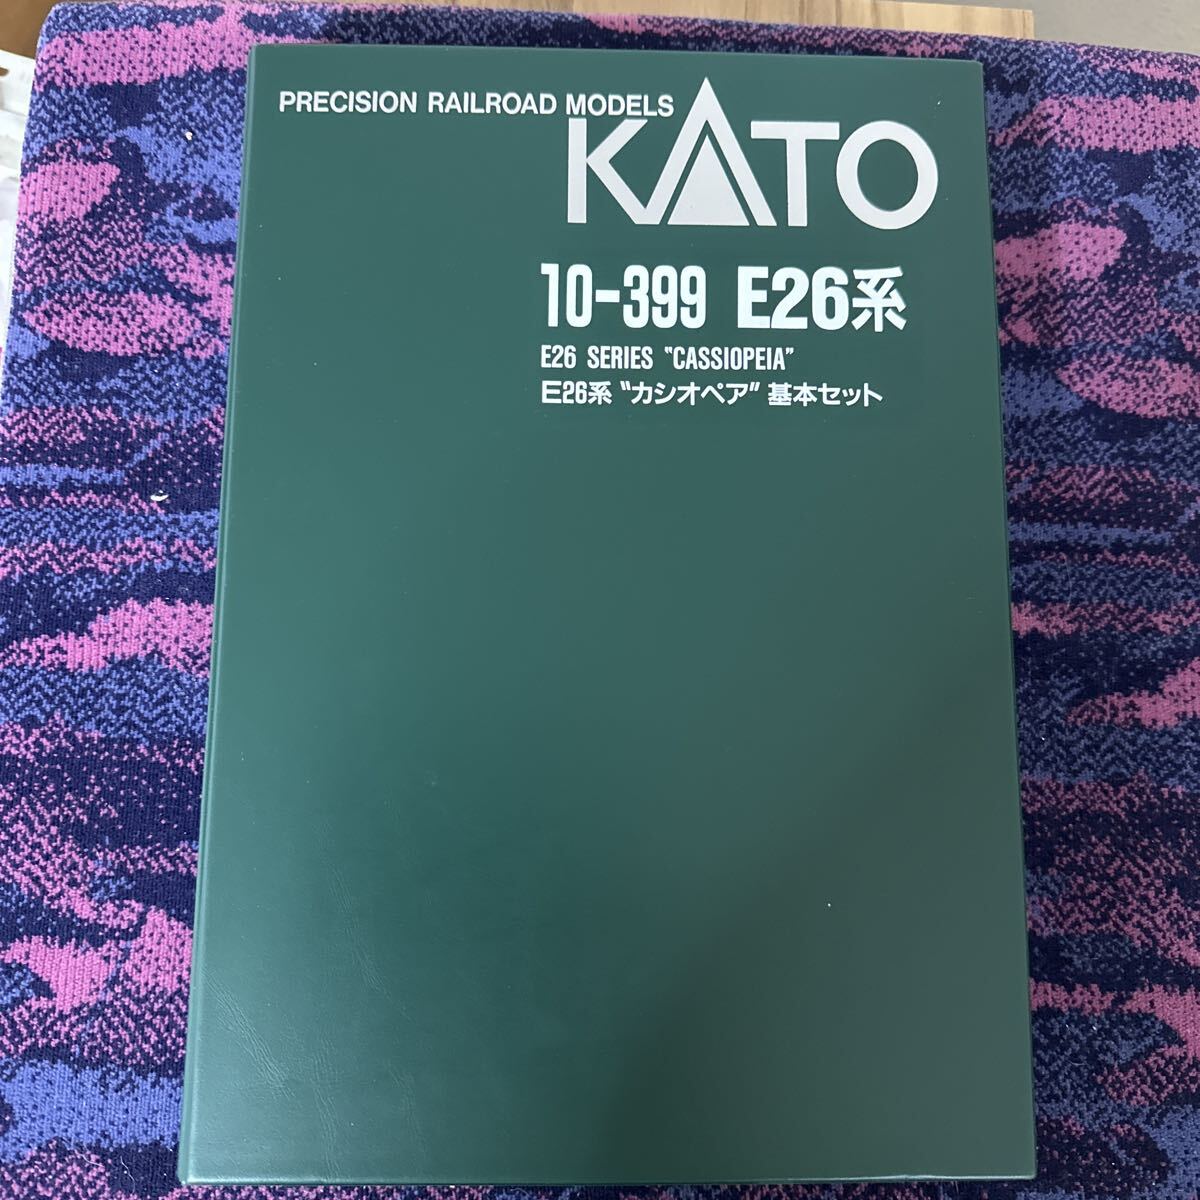 PRECISION RAILROAD MODELS
KATO
10-399 E26系
E26 SERIES "CASSIOPEIA"
E26系 "カシオペア" 基本セット